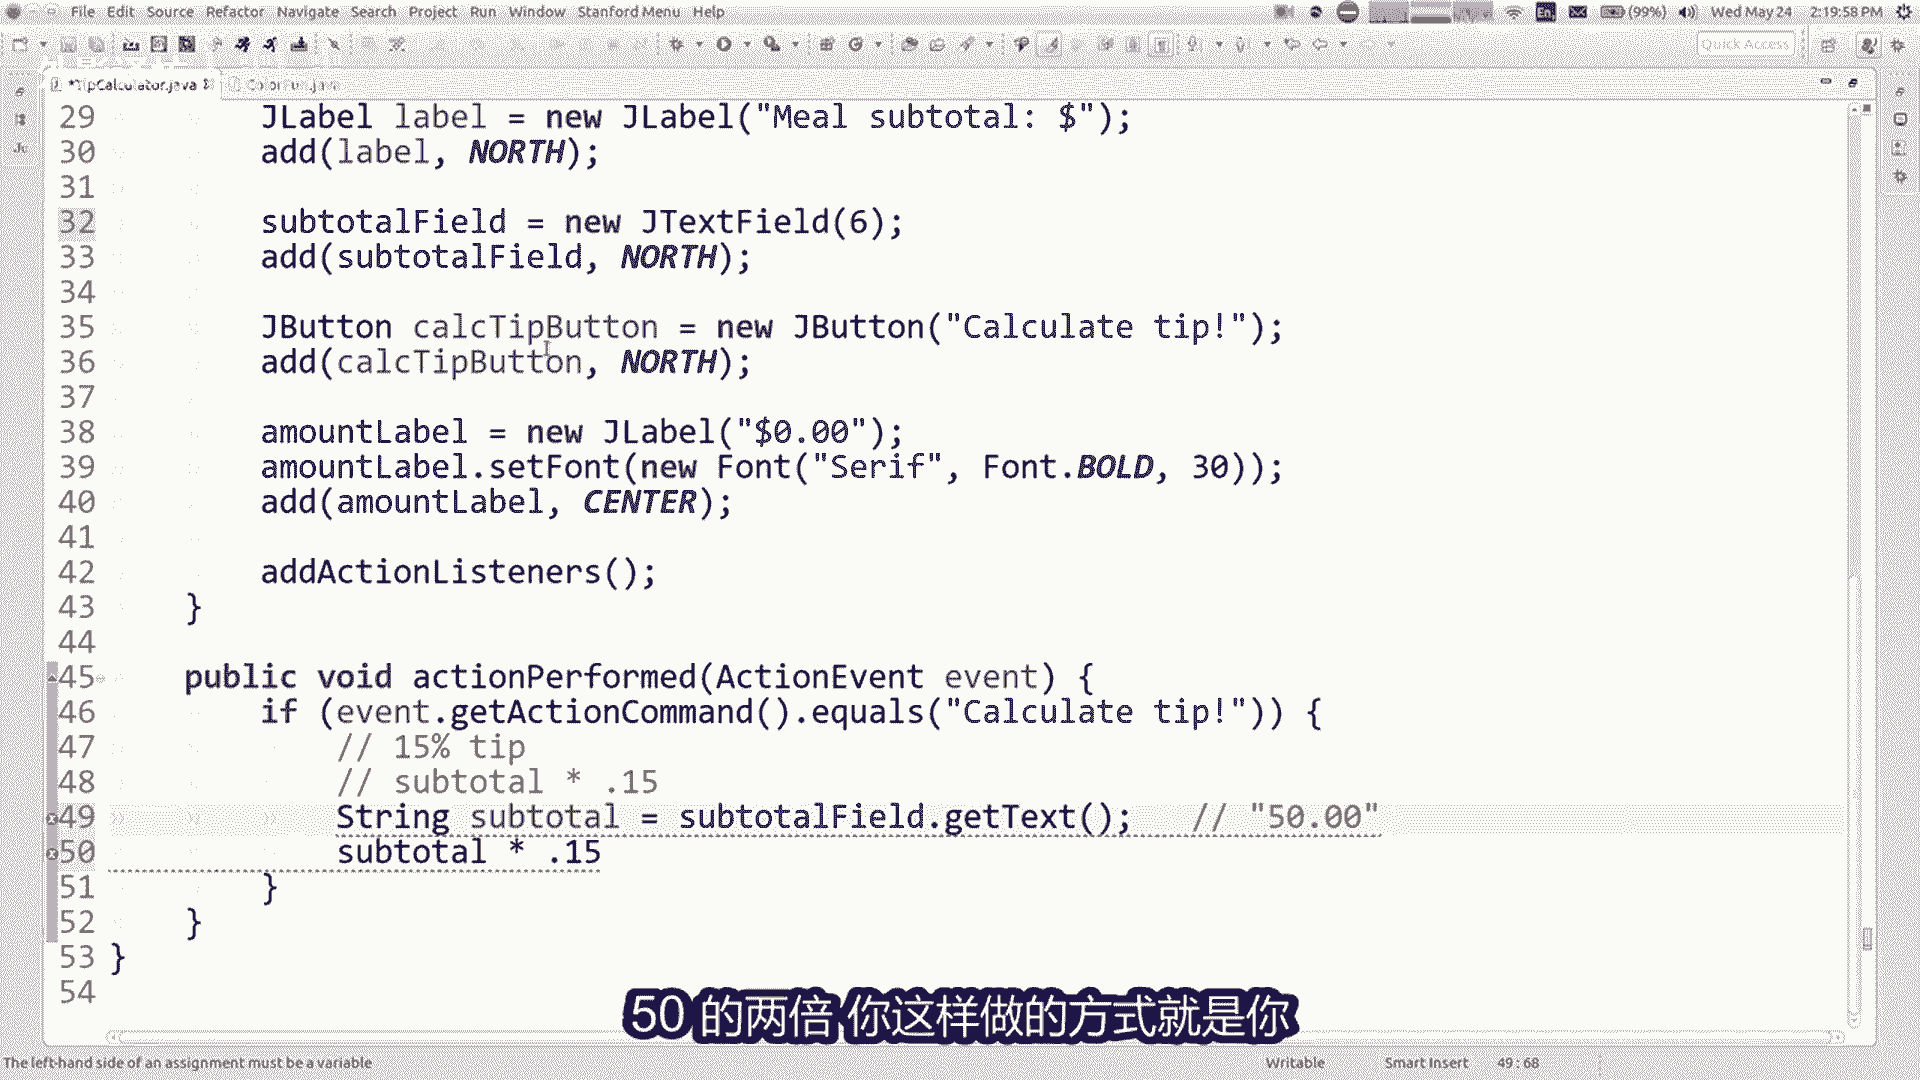 File Edit Source Refactor Navigate Search Project Run Window Stanford Menu Help En (99%) Wed May 24 2:19:58 PM
Quick Access
*TipCalculator.java ColorFun.java
29 JLabel label = new JLabel("Meal subtotal: $");
30 add(label, NORTH);
31
32 subtotalField = new JTextField(6);
33 add(subtotalField, NORTH);
34
35 JButton calcTipButton = new JButton("Calculate tip!");
36 add(calcTipButton, NORTH);
37
38 amountLabel = new JLabel("$0.00");
39 amountLabel.setFont(new Font("Serif", Font.BOLD, 30));
40 add(amountLabel, CENTER);
41
42 addActionListeners();
43 }
44
45 public void actionPerformed(ActionEvent event) {
46 if (event.getActionCommand().equals("Calculate tip!")) {
47 // 15% tip
48 // subtotal * .15
49 String subtotal = subtotalField.getText(); // "50.00"
50 subtotal * .15
51 }
52 }
53 }
54
50 的两倍 你这样做的方式就是你
The left-hand side of an assignment must be a variable Writable Smart Insert 49 : 68